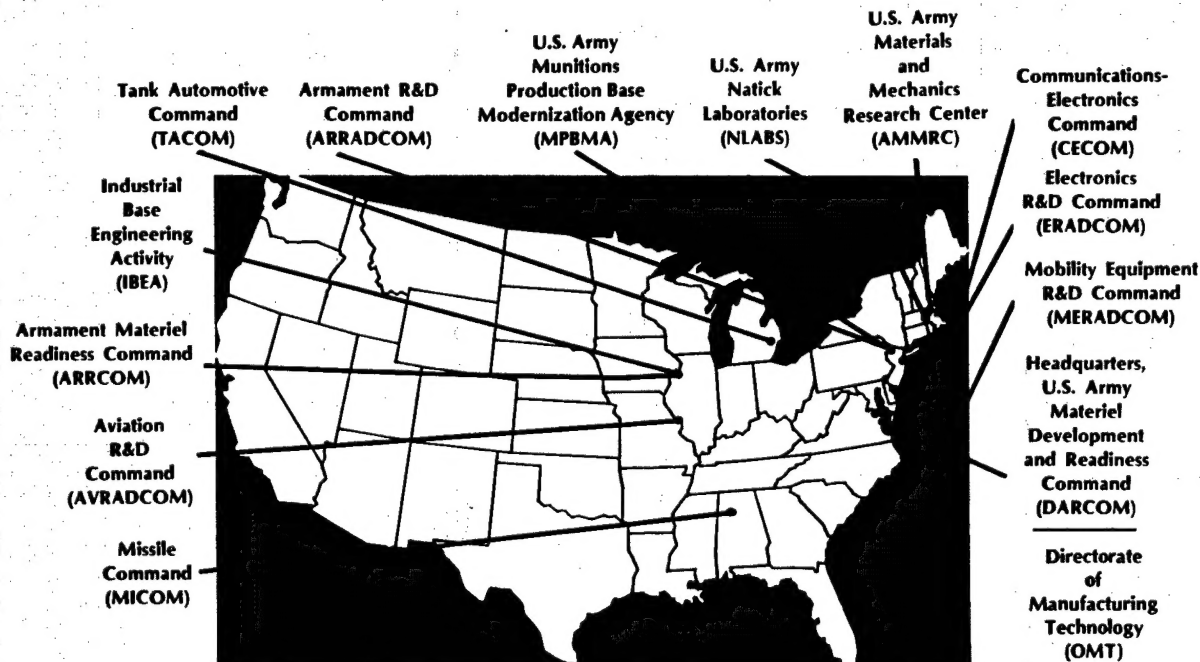 Tank Automotive
Command
(TACOM)
Armament R&D
Command
(ARRADCOM)
U.S. Army
Munitions
Production Base
Modernization Agency
(MPBMA)
U.S. Army
Natick
Laboratories
(NLABS)
U.S. Army
Materials
and
Mechanics
Research Center
(AMMRC)
Communications-
Electronics
Command
(CECOM)
Electronics
R&D Command
(ERADCOM)
Mobility Equipment
R&D Command
(MERADCOM)
Headquarters,
U.S. Army
Materiel
Development
and Readiness
Command
(DARCOM)
Directorate
of
Manufacturing
Technology
(OMT)
Industrial
Base
Engineering
Activity
(IBEA)
Armament Materiel
Readiness Command
(ARRCOM)
Aviation
R&D
Command
(AVRADCOM)
Missile
Command
(MICOM)